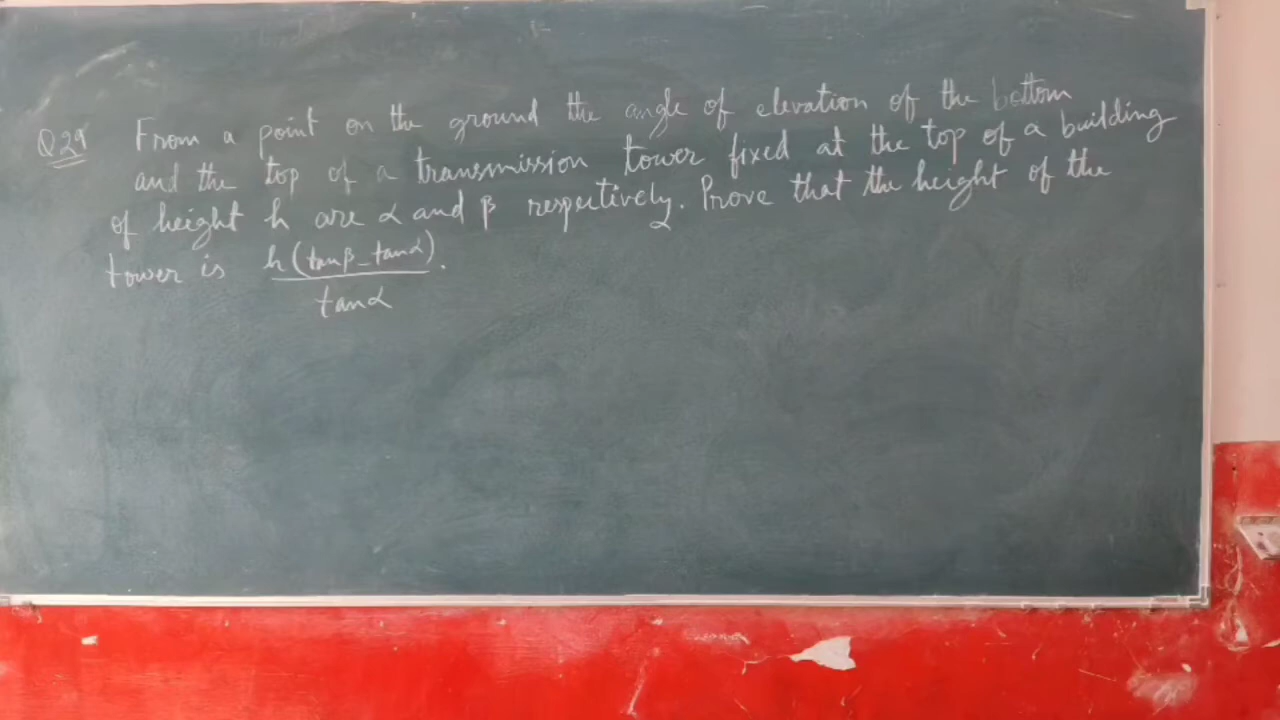 Q29 From a point on the ground the angle of elevation of the bottom
and the top of a transmission tower fixed at the top of a building
of height h are α and β respectively. Prove that the height of the
tower is h(tanβ-tanα)/tanα.